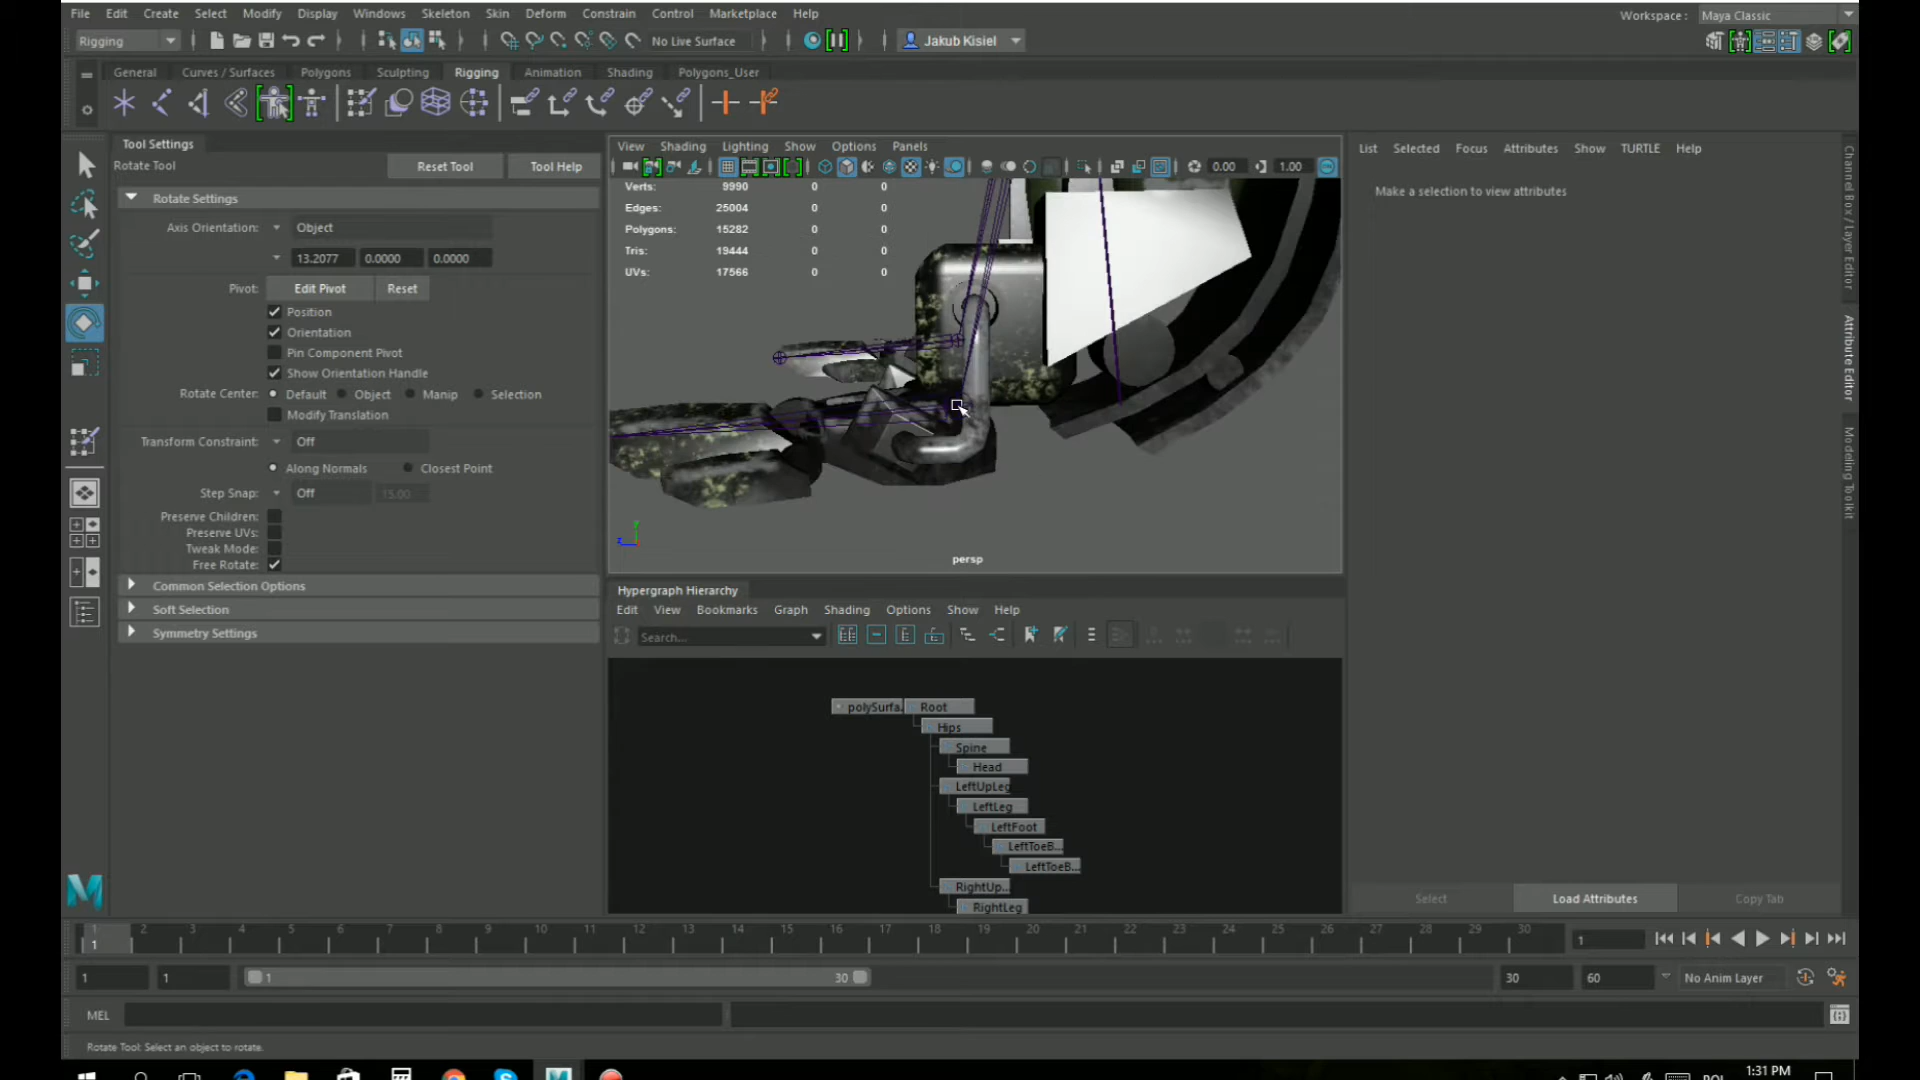 File Edit Create Select Modify Display Windows Skeleton Skin Deform Constrain Control Marketplace Help
Workspace : Maya Classic
Rigging No Live Surface Jakub Kisiel
General Curves / Surfaces Polygons Sculpting Rigging Animation Shading Polygons_User
Tool Settings
Rotate Tool Reset Tool Tool Help
Rotate Settings
Axis Orientation: Object
13.2077 0.0000 0.0000
Pivot: Edit Pivot Reset
Position
Orientation
Pin Component Pivot
Show Orientation Handle
Rotate Center: Default Object Manip Selection
Modify Translation
Transform Constraint: Off
Along Normals Closest Point
Step Snap: Off 15.00
Preserve Children:
Preserve UVs:
Tweak Mode:
Free Rotate:
Common Selection Options
Soft Selection
Symmetry Settings
View Shading Lighting Show Options Panels
0.00 1.00
Verts: 9990 0 0
Edges: 25004 0 0
Polygons: 15282 0 0
Tris: 19444 0 0
UVs: 17566 0 0
y
z
persp
Hypergraph Hierarchy
Edit View Bookmarks Graph Shading Options Show Help
Search...
polySurfa. Root
Hips
Spine
Head
LeftUpLeg
LeftLeg
LeftFoot
LeftToeB...
LeftToeB...
RightUp...
RightLeg
List Selected Focus Attributes Show TURTLE Help
Make a selection to view attributes
Select Load Attributes Copy Tab
Channel Box / Layer Editor
Attribute Editor
Modeling Toolkit
1 2 3 4 5 6 7 8 9 10 11 12 13 14 15 16 17 18 19 20 21 22 23 24 25 26 27 28 29 30
1 1
1 1 1 30 30 60 No Anim Layer
MEL
Rotate Tool: Select an object to rotate.
1:31 PM